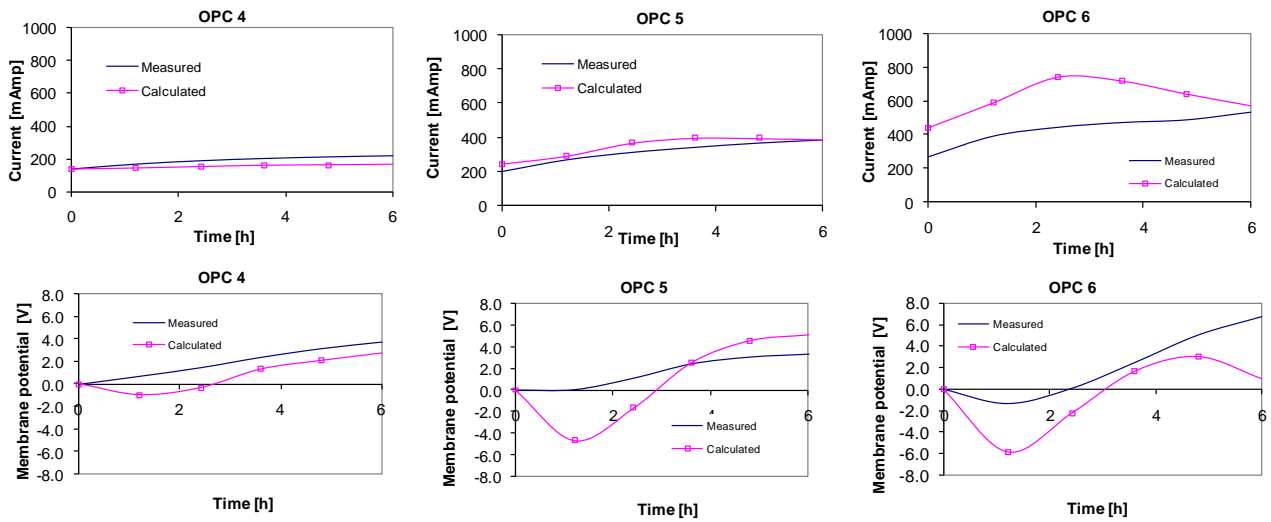 OPC 4
1000
800
600
400
200
0
0
2
4
6
Current [mAmp]
Time [h]
Measured
Calculated
OPC 5
1000
800
600
400
200
0
0
2
4
6
Current [mAmp]
Time [h]
Measured
Calculated
OPC 6
1000
800
600
400
200
0
0
2
4
6
Current [mAmp]
Time [h]
Measured
Calculated
OPC 4
8.0
6.0
4.0
2.0
0.0
-2.0
-4.0
-6.0
-8.0
0
2
4
6
Membrane potential [V]
Time [h]
Measured
Calculated
OPC 5
8.0
6.0
4.0
2.0
0.0
-2.0
-4.0
-6.0
-8.0
0
2
4
6
Membrane potential [V]
Time [h]
Measured
Calculated
OPC 6
8.0
6.0
4.0
2.0
0.0
-2.0
-4.0
-6.0
-8.0
0
2
4
6
Membrane potential [V]
Time [h]
Measured
Calculated